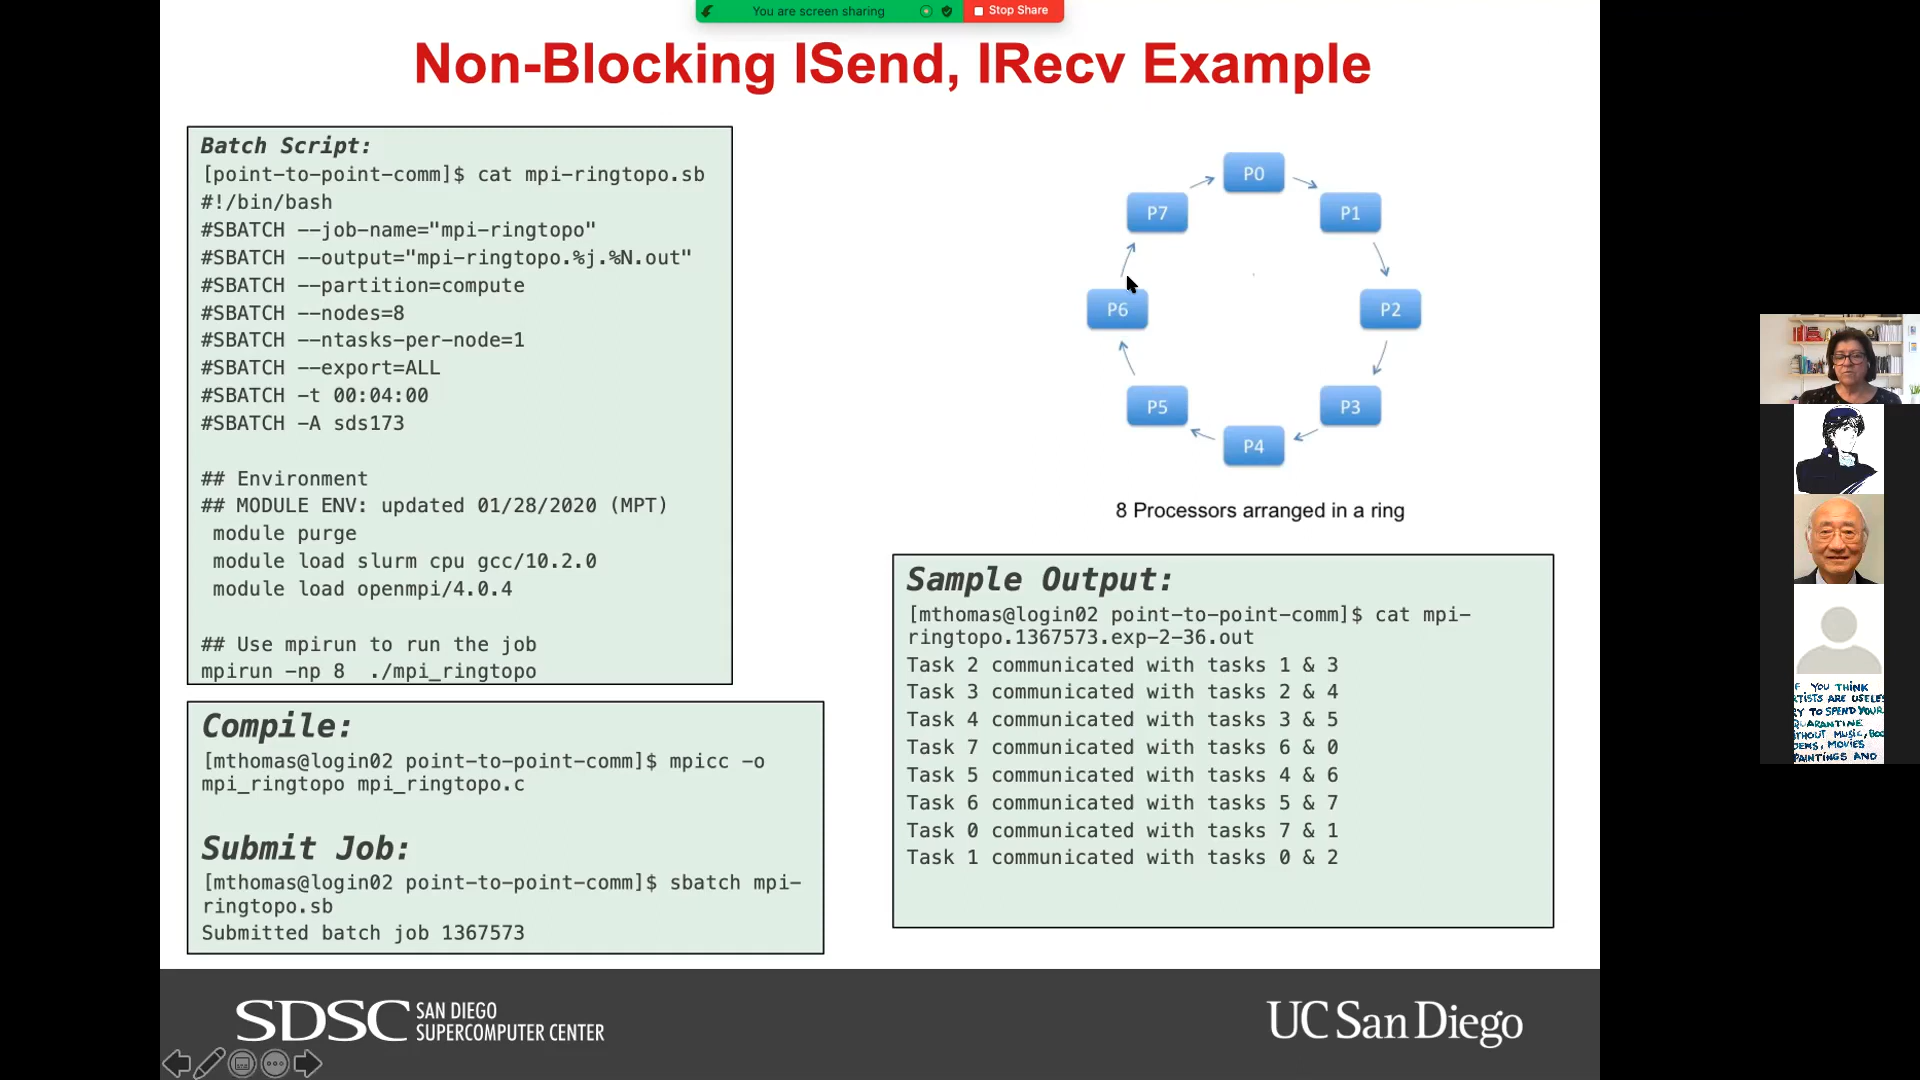 You are screen sharing
Stop Share
Non-Blocking ISend, IRecv Example
Batch Script:
[point-to-point-comm]$ cat mpi-ringtopo.sb
#!/bin/bash
#SBATCH --job-name="mpi-ringtopo"
#SBATCH --output="mpi-ringtopo.%j.%N.out"
#SBATCH --partition=compute
#SBATCH --nodes=8
#SBATCH --ntasks-per-node=1
#SBATCH --export=ALL
#SBATCH -t 00:04:00
#SBATCH -A sds173
## Environment
## MODULE ENV: updated 01/28/2020 (MPT)
module purge
module load slurm cpu gcc/10.2.0
module load openmpi/4.0.4
## Use mpirun to run the job
mpirun -np 8 ./mpi_ringtopo
Compile:
[mthomas@login02 point-to-point-comm]$ mpicc -o
mpi_ringtopo mpi_ringtopo.c
Submit Job:
[mthomas@login02 point-to-point-comm]$ sbatch mpi-
ringtopo.sb
Submitted batch job 1367573
P0
P1
P2
P3
P4
P5
P6
P7
8 Processors arranged in a ring
Sample Output:
[mthomas@login02 point-to-point-comm]$ cat mpi-
ringtopo.1367573.exp-2-36.out
Task 2 communicated with tasks 1 & 3
Task 3 communicated with tasks 2 & 4
Task 4 communicated with tasks 3 & 5
Task 7 communicated with tasks 6 & 0
Task 5 communicated with tasks 4 & 6
Task 6 communicated with tasks 5 & 7
Task 0 communicated with tasks 7 & 1
Task 1 communicated with tasks 0 & 2
YOU THINK
ARE
TO SPEND YOUR
MUSIC,
MOVIES
PAINTINGS AND
SDSC SAN DIEGO
SUPERCOMPUTER CENTER
UC San Diego